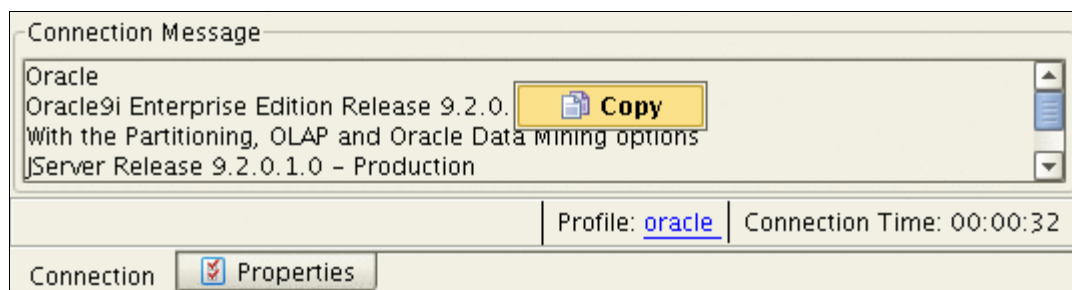 Connection Message
Oracle
Oracle9i Enterprise Edition Release 9.2.0.
Copy
With the Partitioning, OLAP and Oracle Data Mining options
JServer Release 9.2.0.1.0 – Production
Profile: oracle Connection Time: 00:00:32
Connection Properties